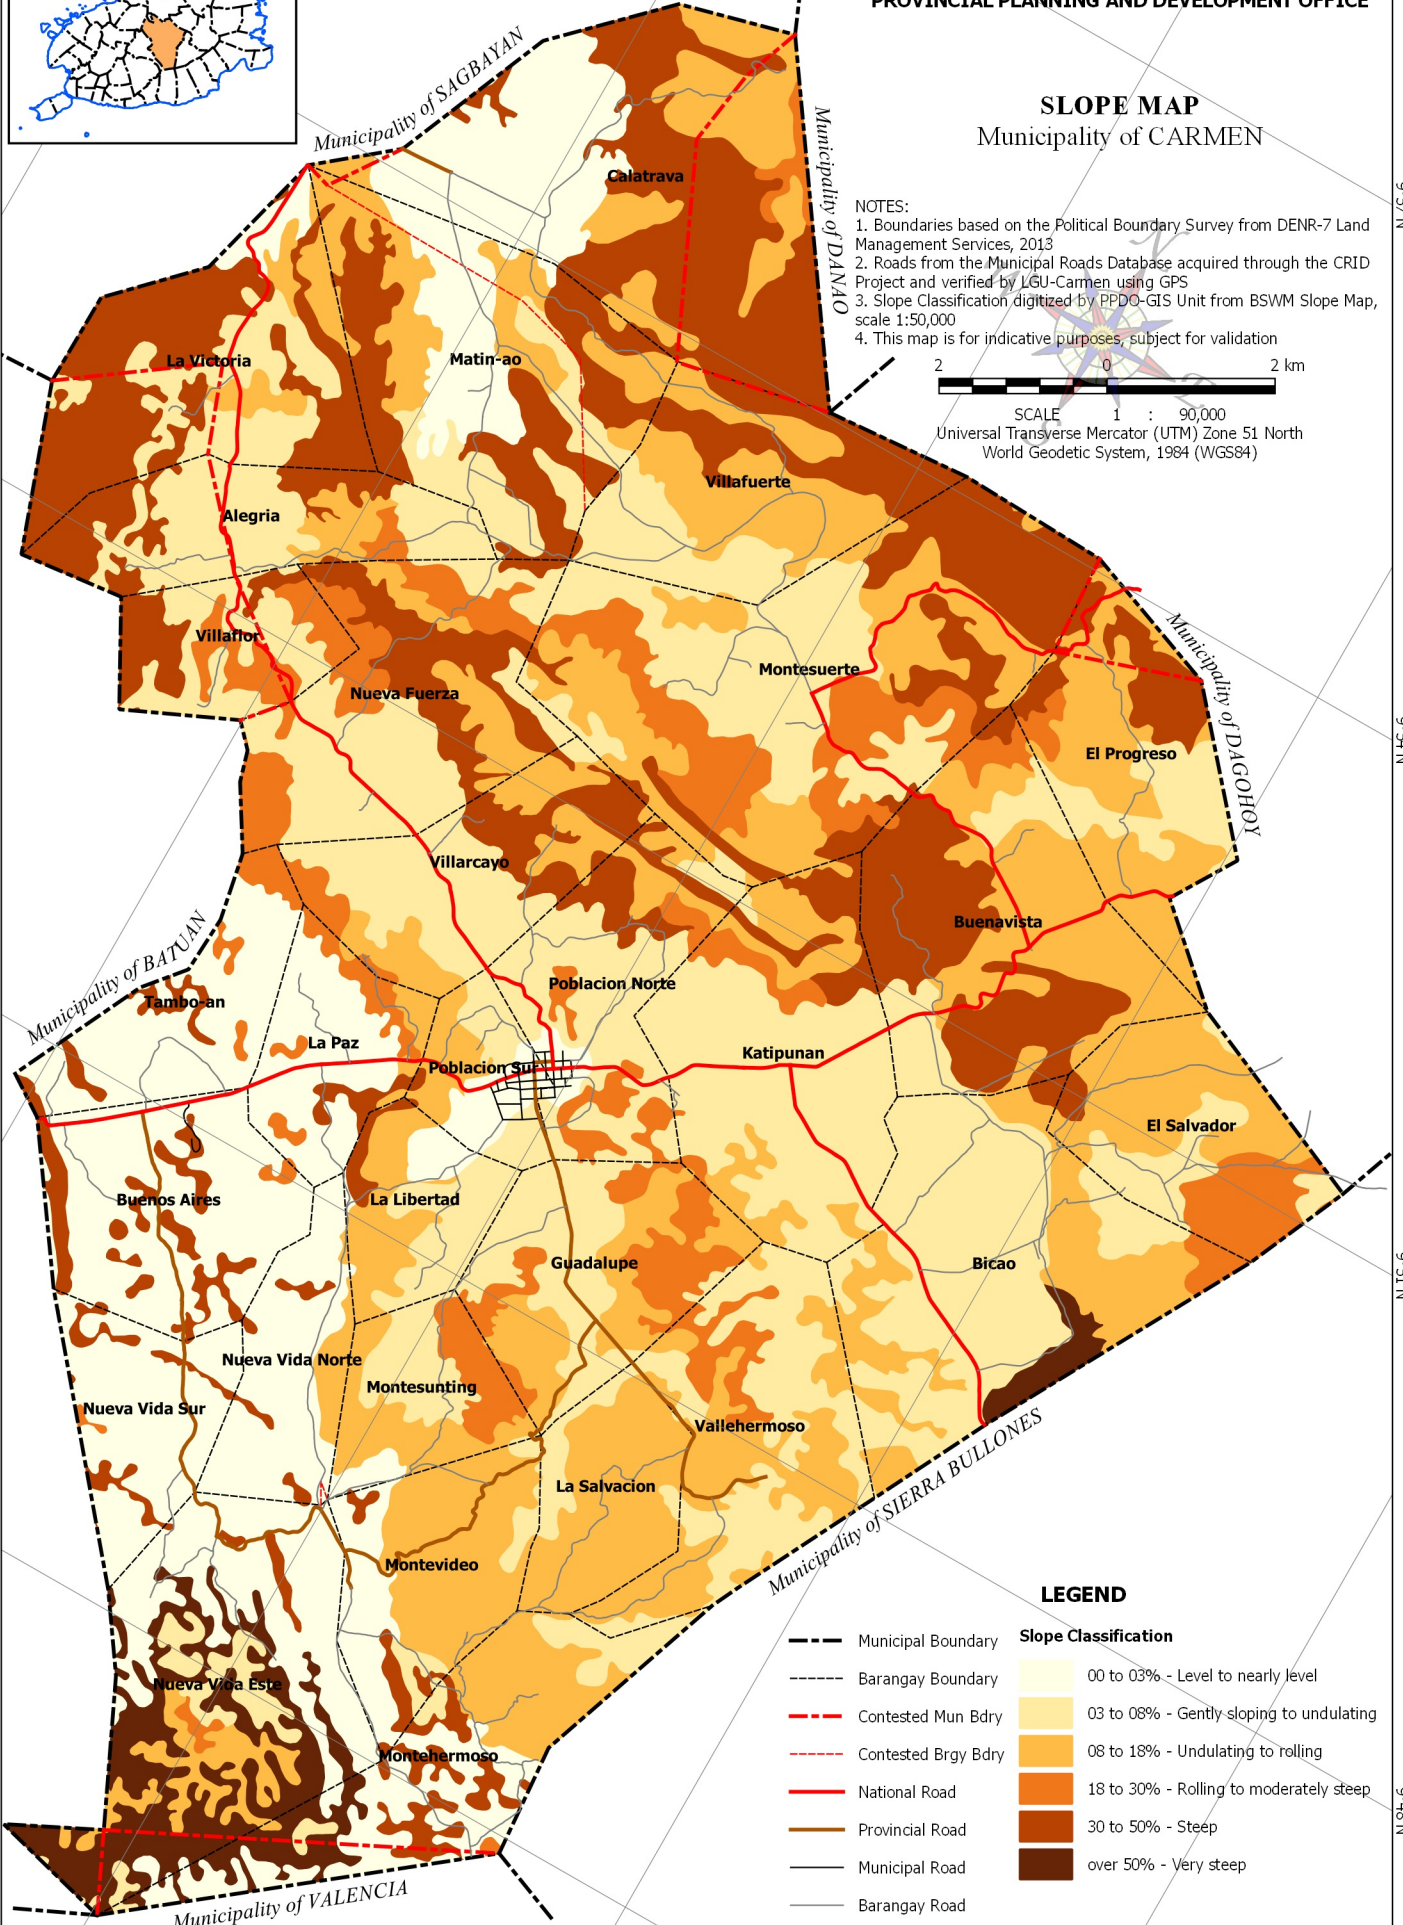 PROVINCIAL PLANNING AND DEVELOPMENT OFFICE
SLOPE MAP
Municipality of CARMEN
NOTES:
1. Boundaries based on the Political Boundary Survey from DENR-7 Land
Management Services, 2013
2. Roads from the Municipal Roads Database acquired through the CRID
Project and verified by LGU-Carmen using GPS
3. Slope Classification digitized by PPDO-GIS Unit from BSWM Slope Map,
scale 1:50,000
4. This map is for indicative purposes, subject for validation
2 0 2 km
SCALE 1 : 90,000
Universal Transverse Mercator (UTM) Zone 51 North
World Geodetic System, 1984 (WGS84)
N
W
E
S
Municipality of SAGBAYAN
Municipality of DANAO
Municipality of DAGOHOY
Municipality of BATUAN
Municipality of SIERRA BULLONES
Municipality of VALENCIA
Calatrava
La Victoria
Matin-ao
Villafuerte
Alegria
Villaflor
Montesuerte
Nueva Fuerza
El Progreso
Villarcayo
Buenavista
Poblacion Norte
Tambo-an
La Paz
Katipunan
Poblacion Sur
El Salvador
Buenos Aires
La Libertad
Guadalupe
Bicao
Nueva Vida Norte
Montesunting
Nueva Vida Sur
Vallehermoso
La Salvacion
Montevideo
Nueva Vida Este
Montehermoso
LEGEND
Municipal Boundary
Barangay Boundary
Contested Mun Bdry
Contested Brgy Bdry
National Road
Provincial Road
Municipal Road
Barangay Road
Slope Classification
00 to 03% - Level to nearly level
03 to 08% - Gently sloping to undulating
08 to 18% - Undulating to rolling
18 to 30% - Rolling to moderately steep
30 to 50% - Steep
over 50% - Very steep